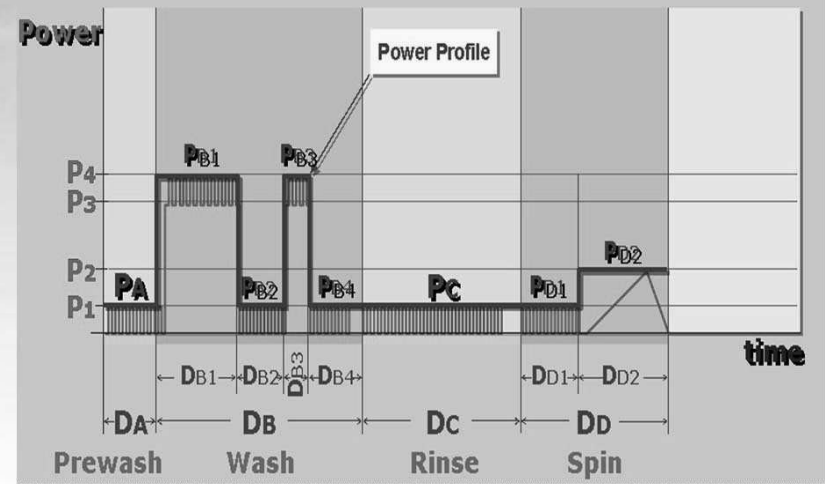 Power
Power Profile
PB1 PB3
P4
P3
PD2
P2
PA PB2 PB4 PC PD1
P1
time
DB1 DB2 DB3 DB4 DD1 DD2
DA DB DC DD
Prewash Wash Rinse Spin